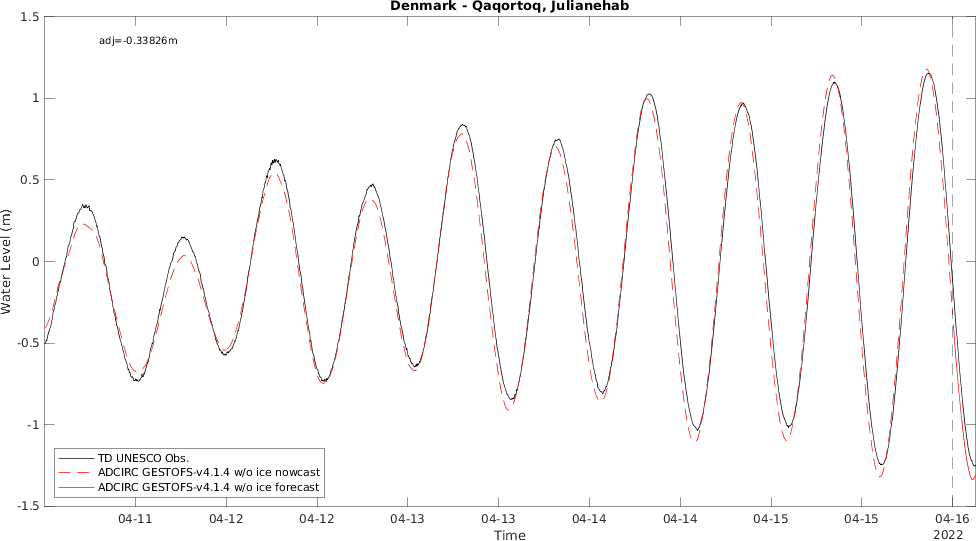 Denmark - Qaqortoq, Julianehab
adj=-0.33826m
1.5
1
0.5
0
-0.5
-1
-1.5
Water Level (m)
TD UNESCO Obs.
ADCIRC GESTOFS-v4.1.4 w/o ice nowcast
ADCIRC GESTOFS-v4.1.4 w/o ice forecast
04-11 04-12 04-12 04-13 04-13 04-14 04-14 04-15 04-15 04-16
Time
2022